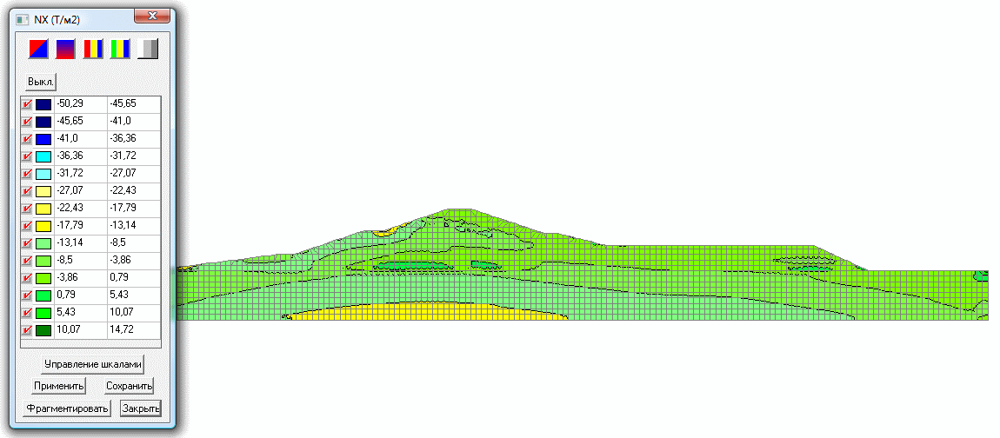 NX (Т/м2)
Выкл.
-50,29 -45,65
-45,65 -41,0
-41,0 -36,36
-36,36 -31,72
-31,72 -27,07
-27,07 -22,43
-22,43 -17,79
-17,79 -13,14
-13,14 -8,5
-8,5 -3,86
-3,86 0,79
0,79 5,43
5,43 10,07
10,07 14,72
Управление шкалами
Применить Сохранить
Фрагментировать Закрыть